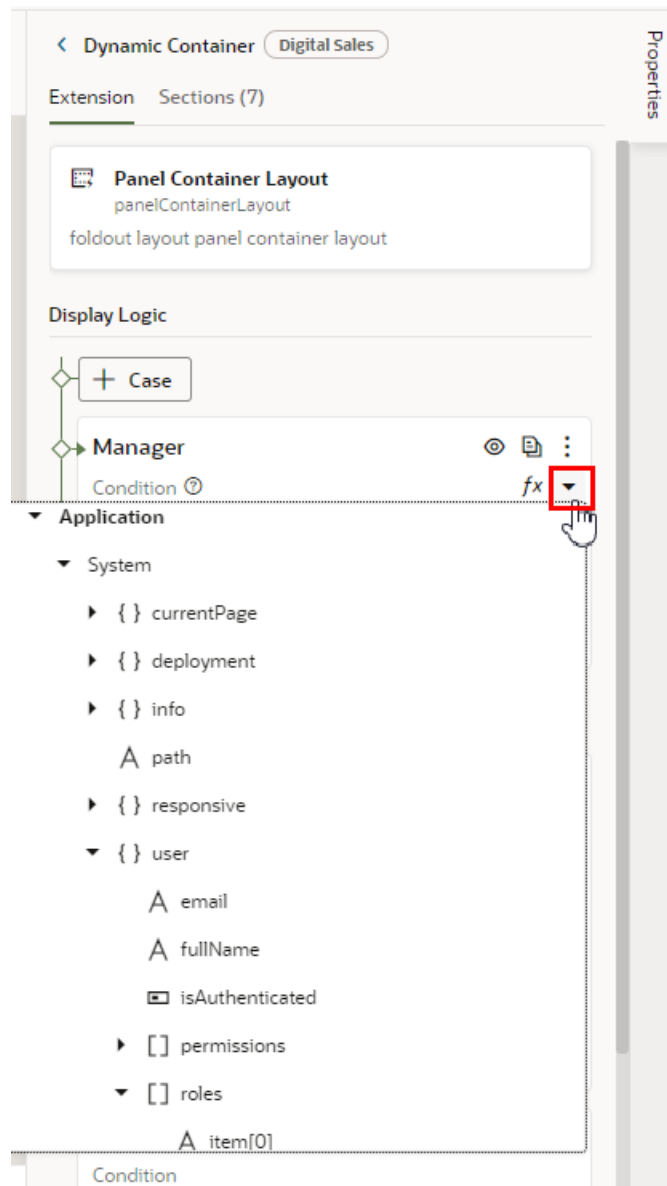 Dynamic Container Digital Sales
Properties
Extension Sections (7)
Panel Container Layout
panelContainerLayout
foldout layout panel container layout
Display Logic
+ Case
Manager
Condition ? fx
Application
System
{ } currentPage
{ } deployment
{ } info
A path
{ } responsive
{ } user
A email
A fullName
isAuthenticated
[ ] permissions
[ ] roles
A item[0]
Condition